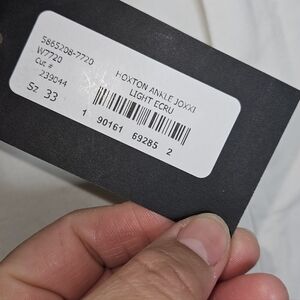 5865208-7720
W7720
Cut #
239044
Sz 33
HOXTON ANKLE JOXXI
LIGHT ECRU
1 90161 69285 2